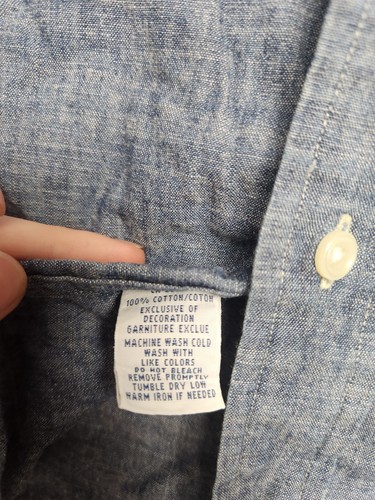 100% COTTON/COTON
EXCLUSIVE OF
DECORATION
GARNITURE EXCLUE
MACHINE WASH COLD
WASH WITH
LIKE COLORS
DO NOT BLEACH
REMOVE PROMPTLY
TUMBLE DRY LOW
WARM IRON IF NEEDED